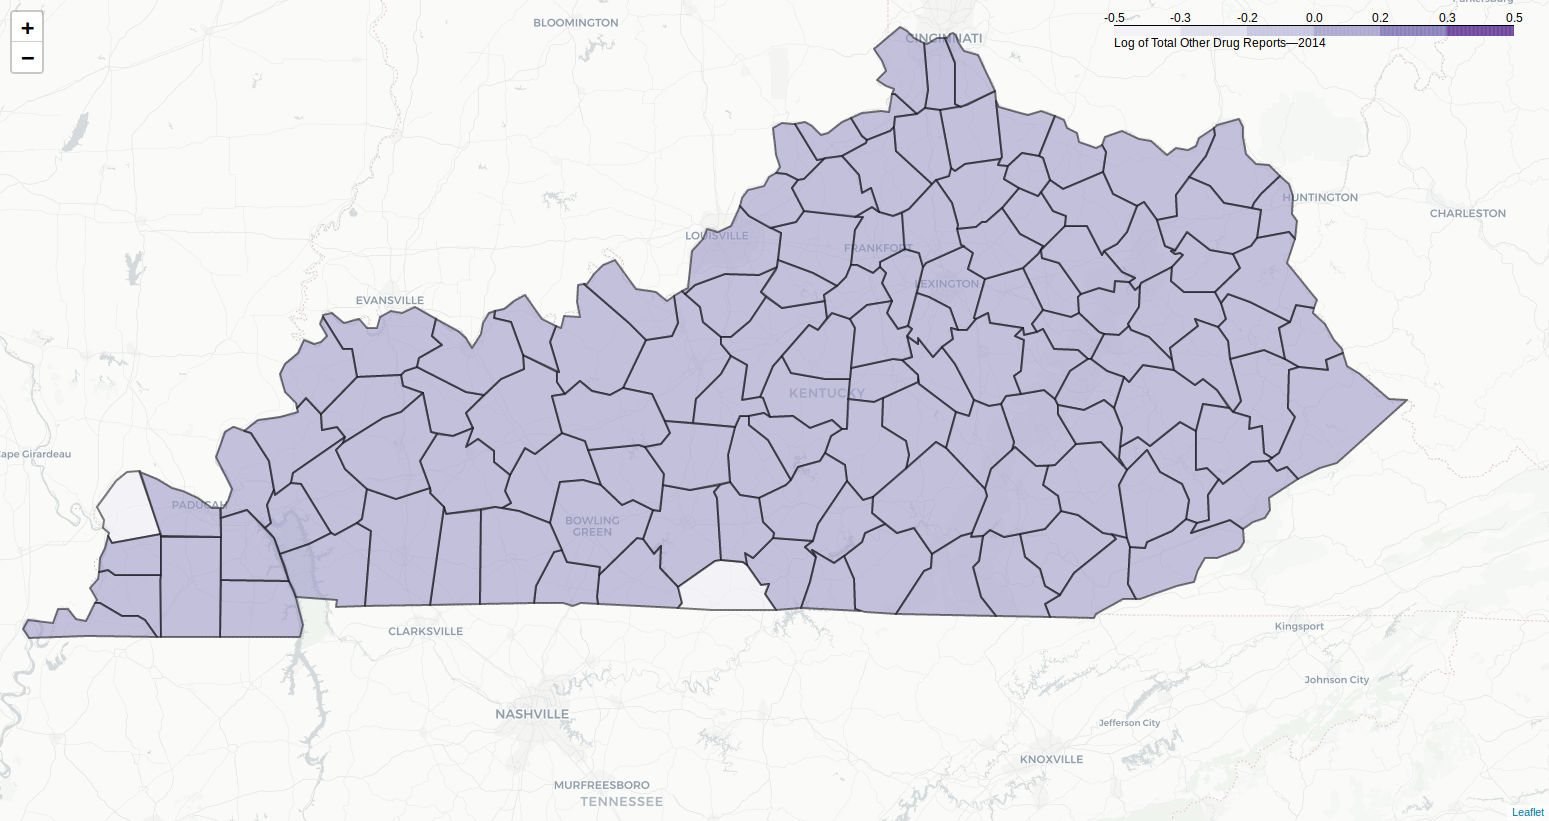 +
−
-0.5 -0.3 -0.2 0.0 0.2 0.3 0.5
Log of Total Other Drug Reports—2014
BLOOMINGTON
CINCINNATI
HUNTINGTON
CHARLESTON
LOUISVILLE
FRANKFORT
LEXINGTON
EVANSVILLE
KENTUCKY
Cape Girardeau
PADUCAH
BOWLING
GREEN
CLARKSVILLE
Kingsport
Johnson City
NASHVILLE
Jefferson City
KNOXVILLE
MURFREESBORO
TENNESSEE
Leaflet